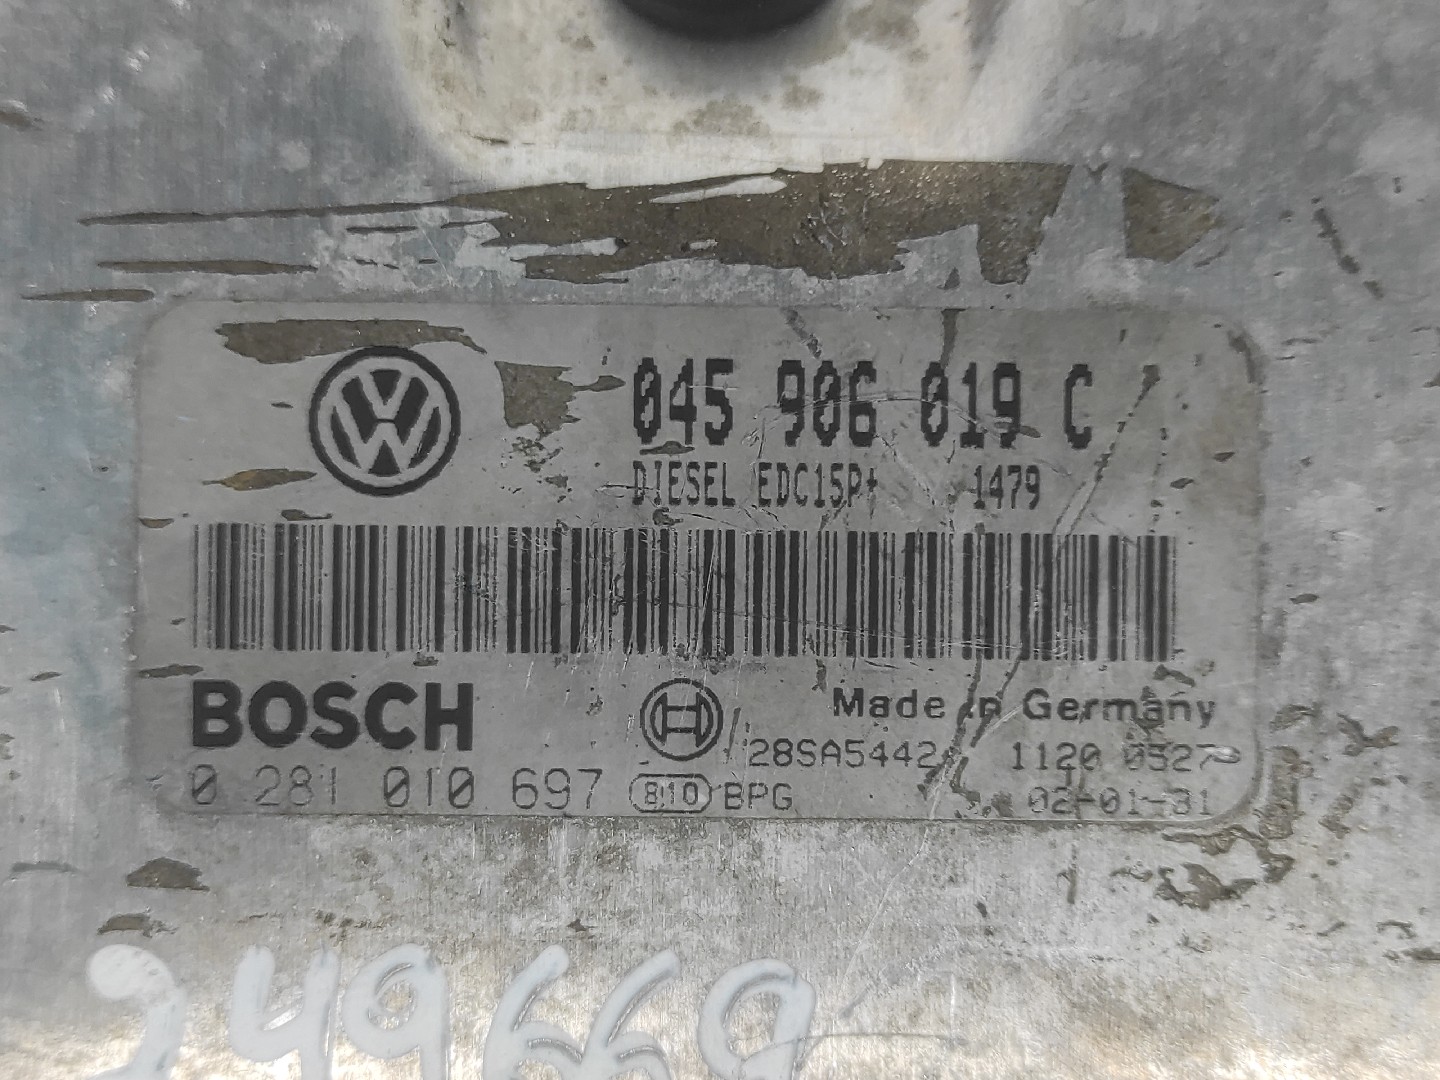 045 906 019 C
DIESEL EDC15P+ 1479
BOSCH
Made in Germany
28SA5442 1120 0527
0 281 010 697 810 BPG 02-01-31